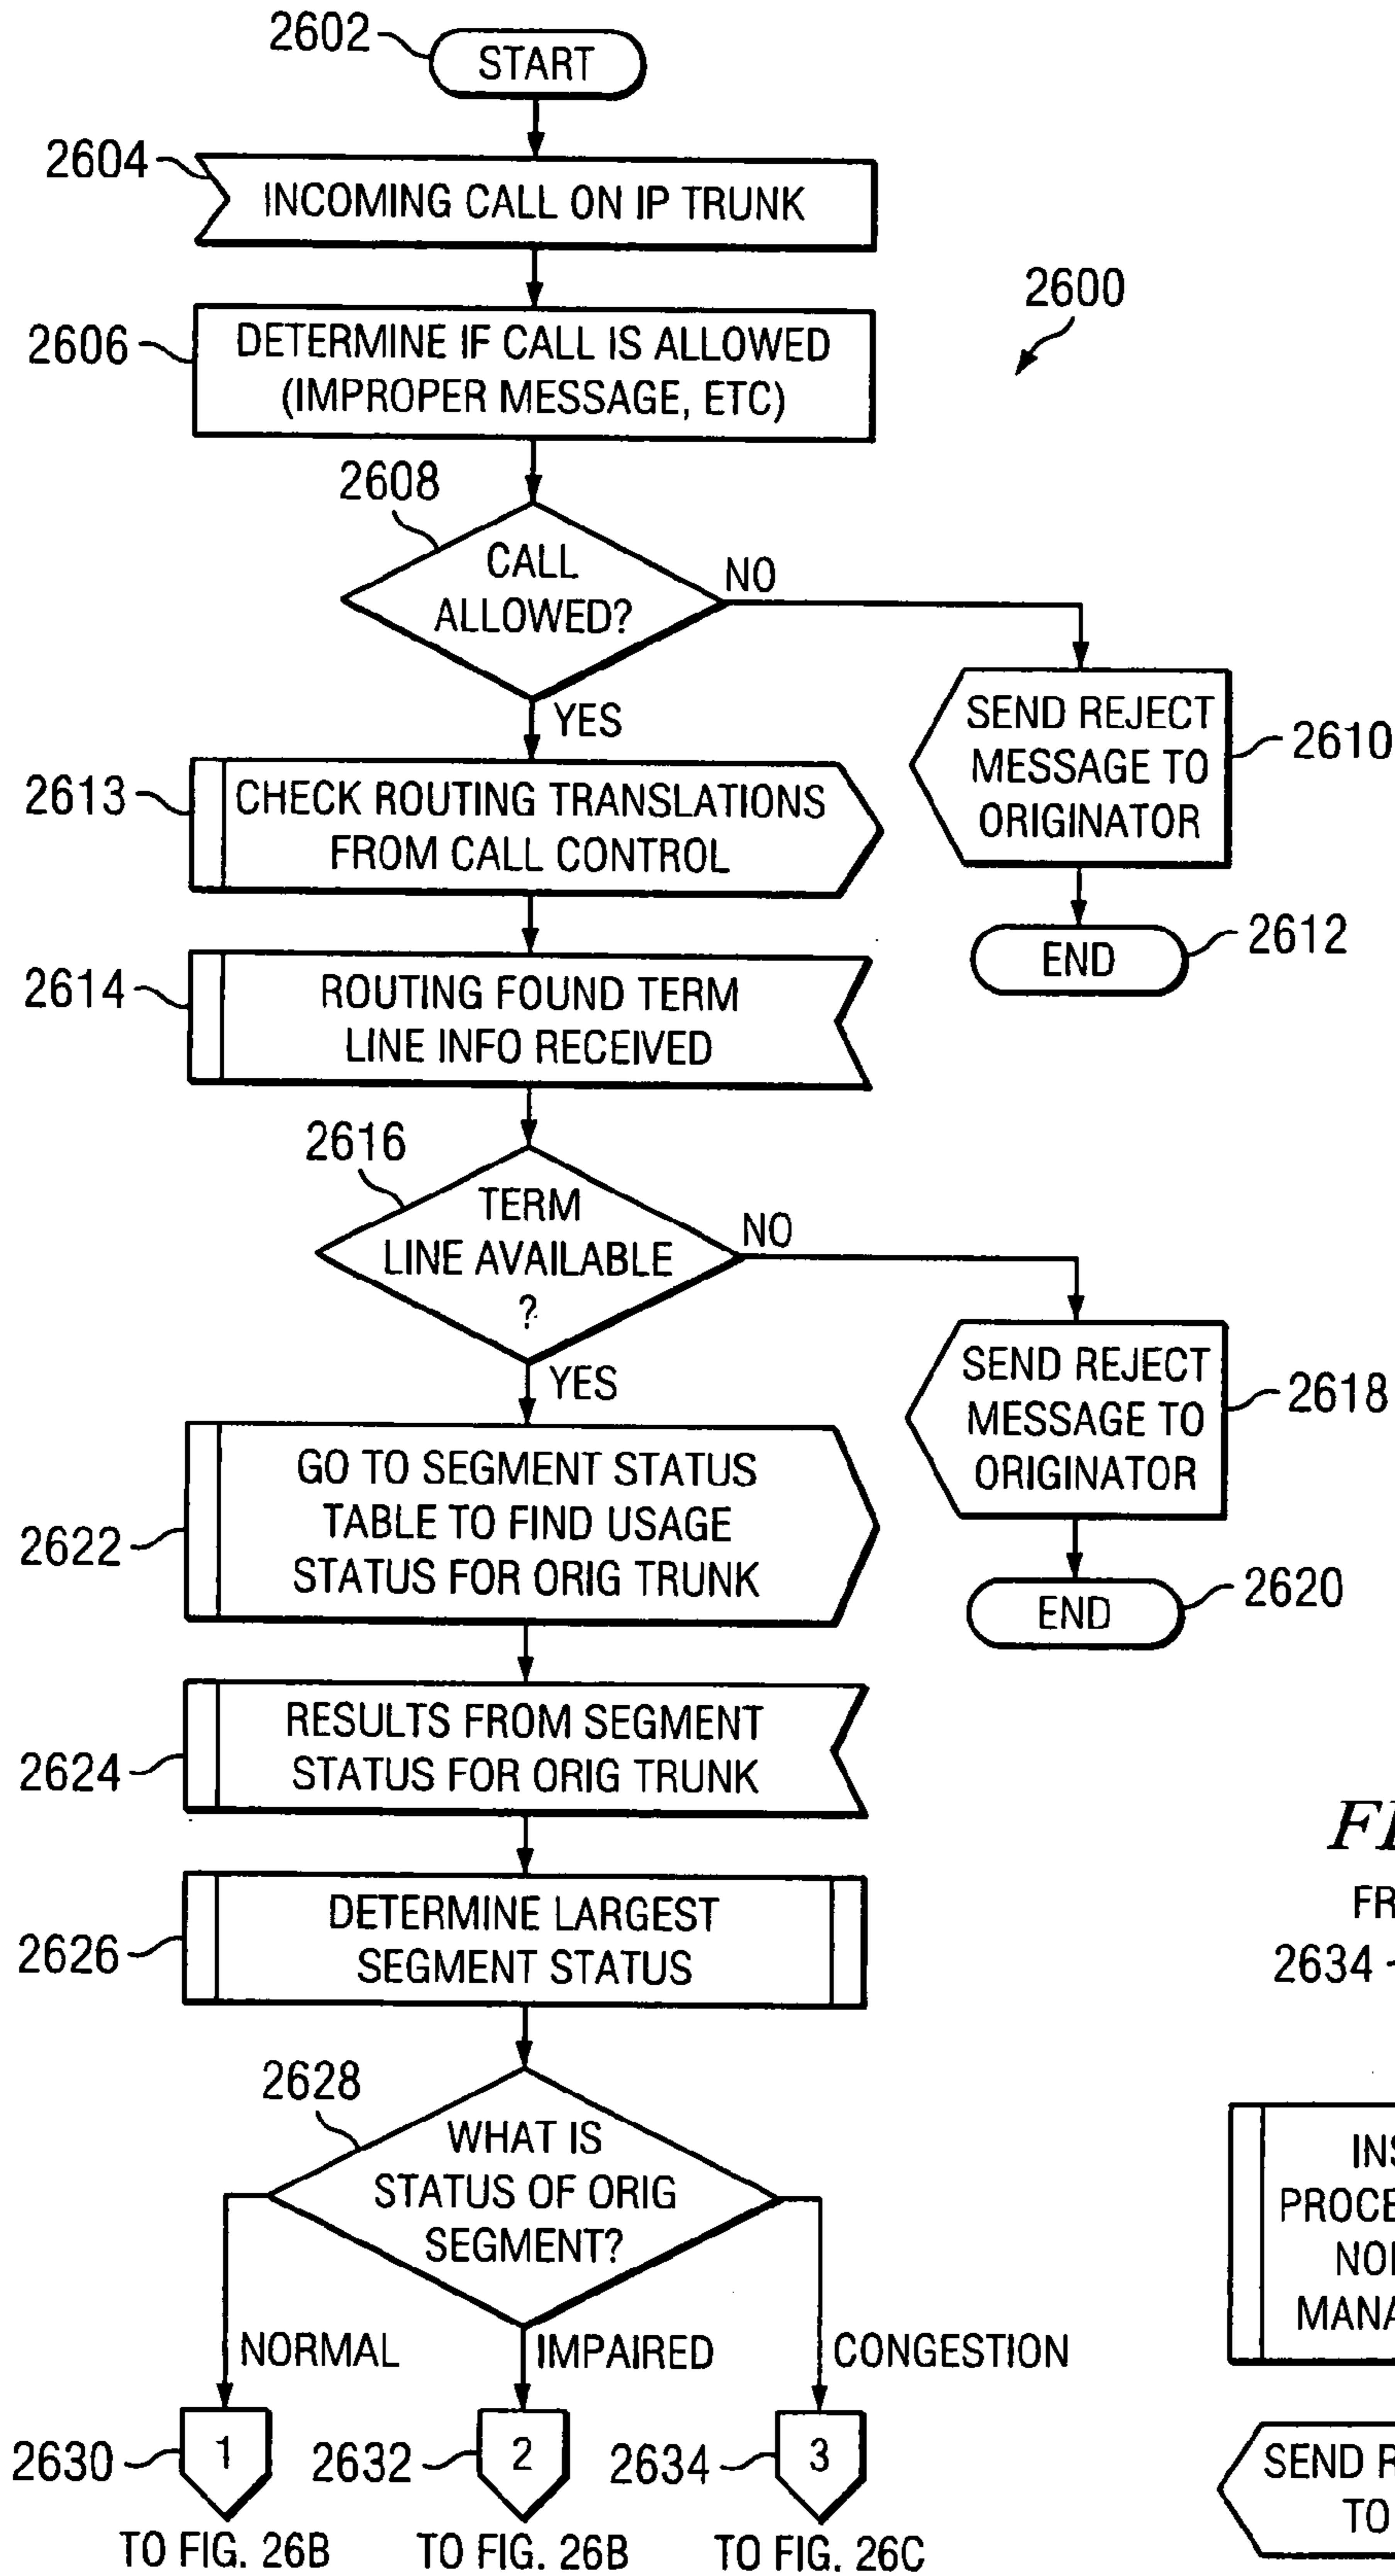 2602
START
2604
INCOMING CALL ON IP TRUNK
2600
2606
DETERMINE IF CALL IS ALLOWED
(IMPROPER MESSAGE, ETC)
2608
CALL
ALLOWED?
NO
YES
SEND REJECT
MESSAGE TO
ORIGINATOR
2610
2613
CHECK ROUTING TRANSLATIONS
FROM CALL CONTROL
END
2612
2614
ROUTING FOUND TERM
LINE INFO RECEIVED
2616
TERM
LINE AVAILABLE
?
NO
YES
SEND REJECT
MESSAGE TO
ORIGINATOR
2618
2622
GO TO SEGMENT STATUS
TABLE TO FIND USAGE
STATUS FOR ORIG TRUNK
END
2620
2624
RESULTS FROM SEGMENT
STATUS FOR ORIG TRUNK
2626
DETERMINE LARGEST
SEGMENT STATUS
2634
2628
WHAT IS
STATUS OF ORIG
SEGMENT?
NORMAL
IMPAIRED
CONGESTION
2630
1
2632
2
2634
3
TO FIG. 26B
TO FIG. 26B
TO FIG. 26C
SEND
TO